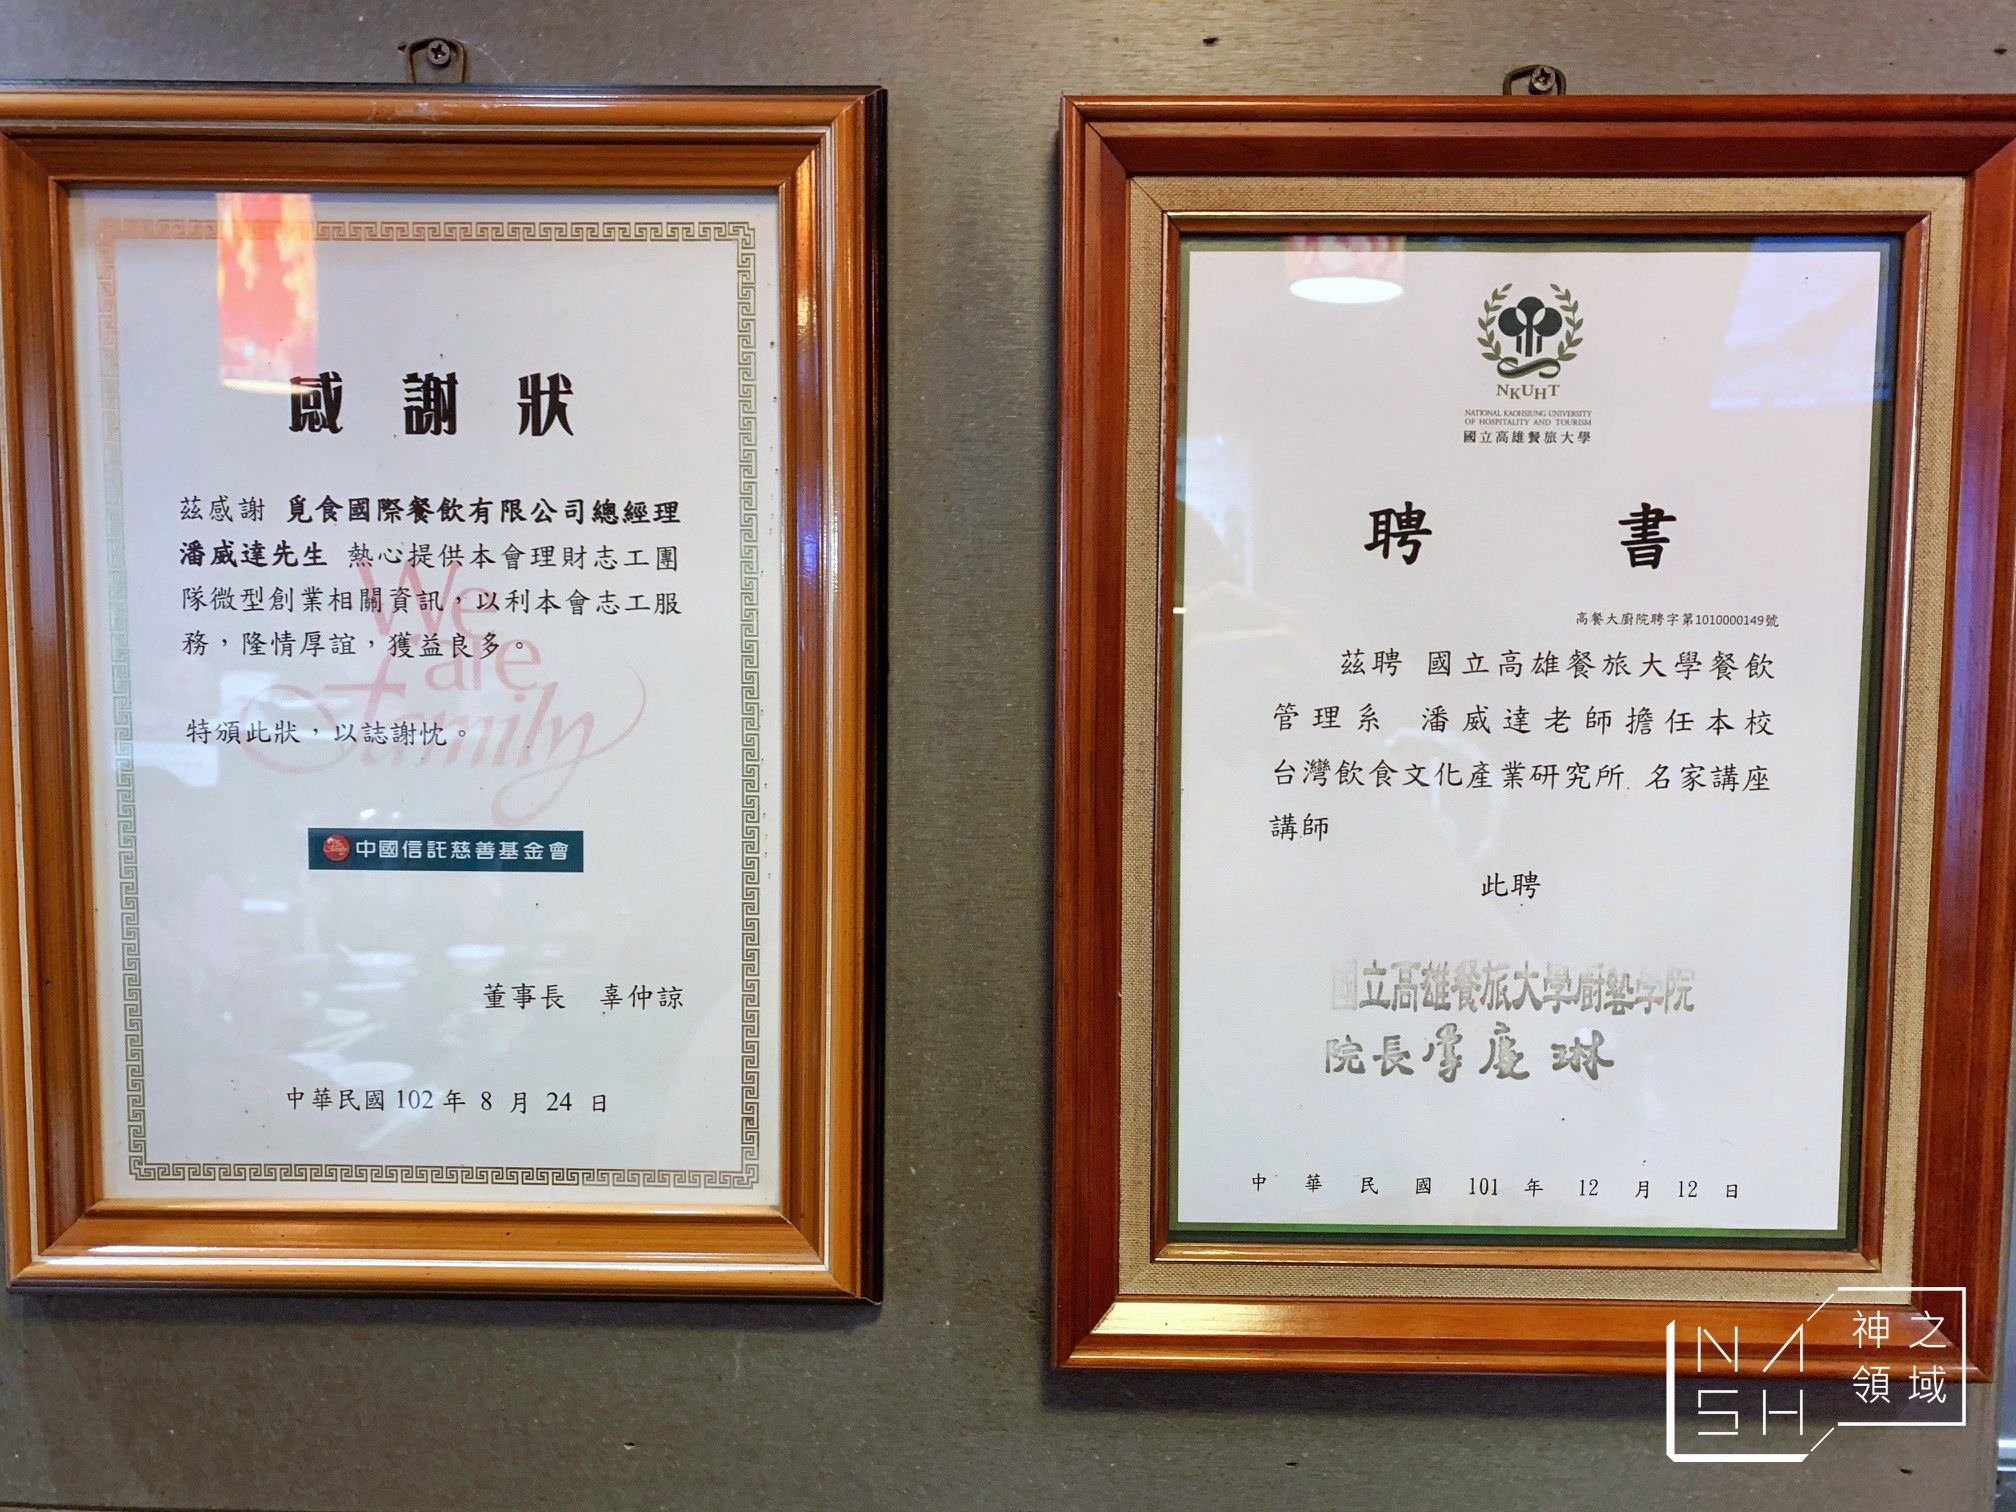 感謝狀
茲感謝 覓食國際餐飲有限公司總經理
潘威達先生 熱心提供本會理財志工團
隊微型創業相關資訊，以利本會志工服
務，隆情厚誼，獲益良多。
We
are
Family
特頒此狀，以誌謝忱。
中國信託慈善基金會
董事長 辜仲諒
中華民國 102 年 8 月 24 日
NKUHT
NATIONAL KAOHSIUNG UNIVERSITY
OF HOSPITALITY AND TOURISM
國立高雄餐旅大學
聘書
高餐大廚院聘字第1010000149號
茲聘 國立高雄餐旅大學餐飲
管理系 潘威達老師擔任本校
台灣飲食文化產業研究所 名家講座
講師
此聘
國立高雄餐旅大學廚藝學院
院長 慶琳
中華民國 101 年 12 月 12 日
NASH
神之
領域